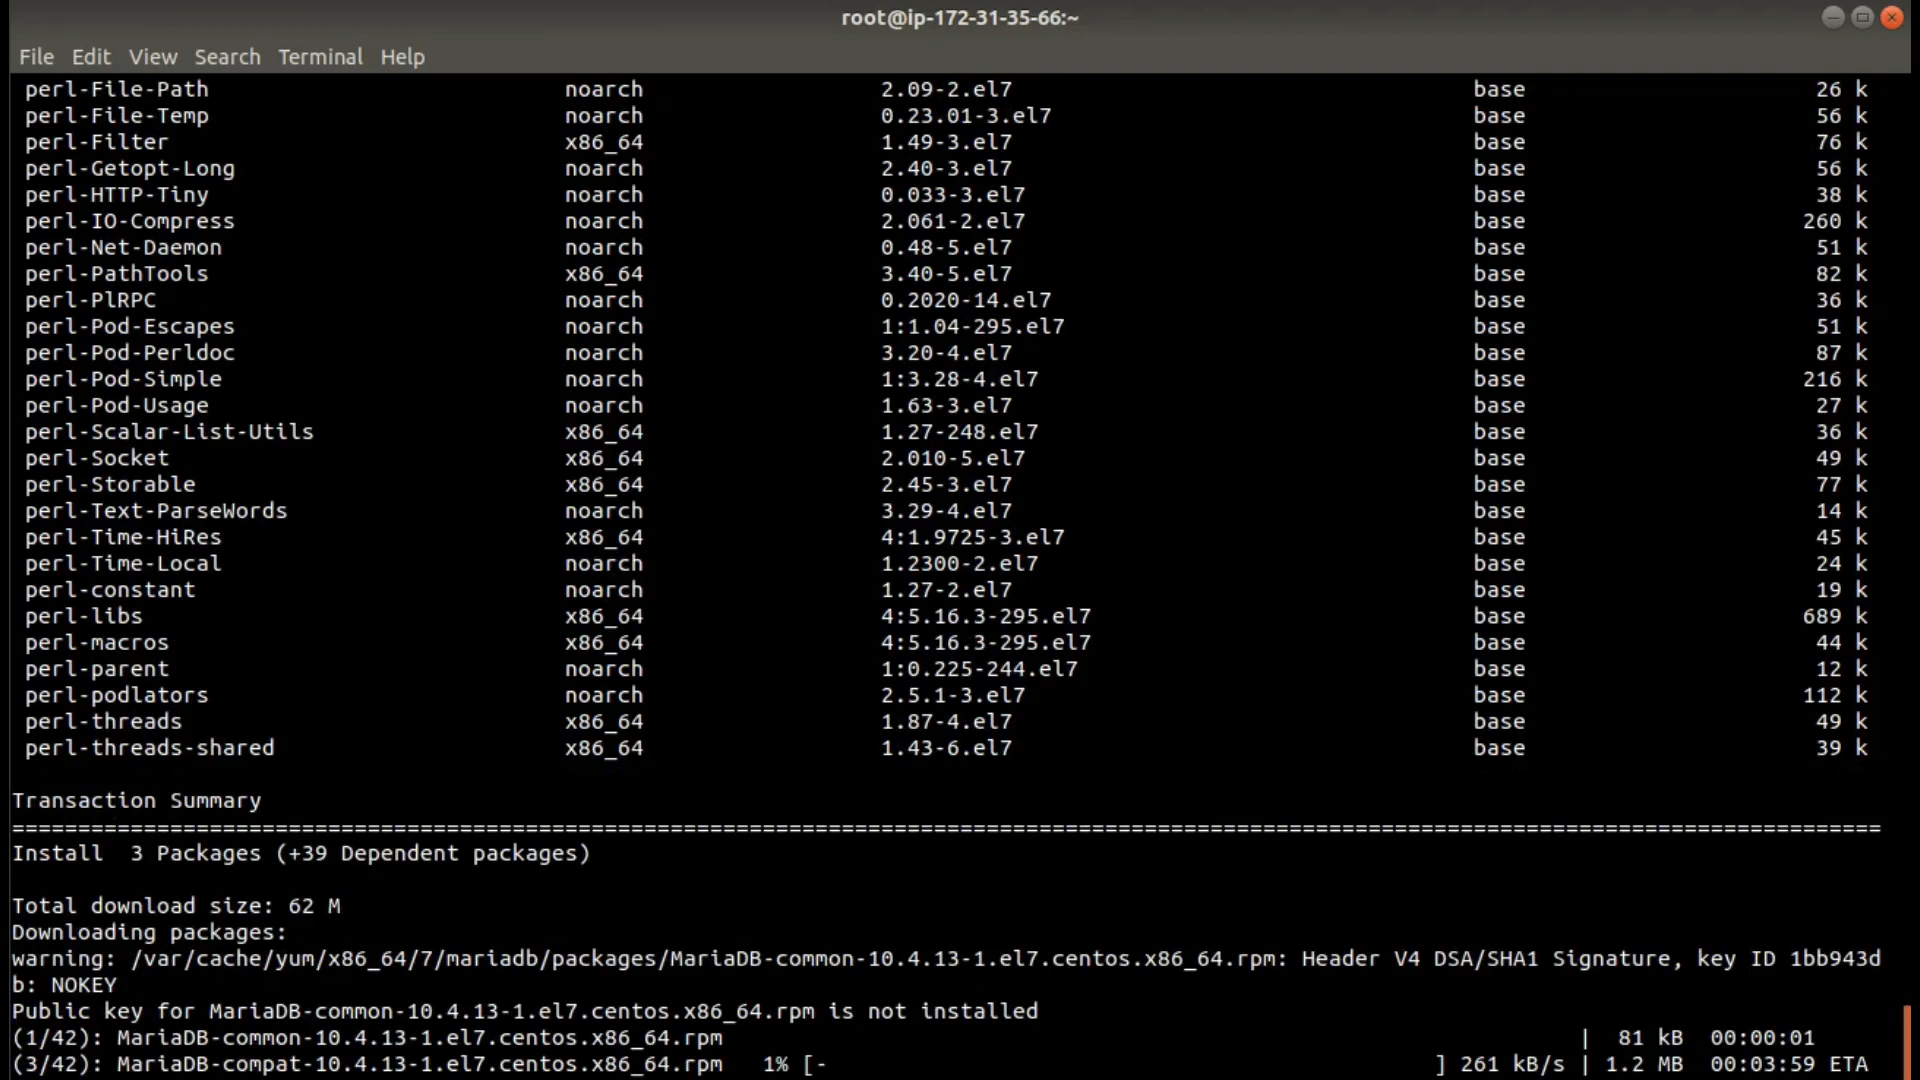 root@ip-172-31-35-66:~
File Edit View Search Terminal Help
perl-File-Path noarch 2.09-2.el7 base 26 k
perl-File-Temp noarch 0.23.01-3.el7 base 56 k
perl-Filter x86_64 1.49-3.el7 base 76 k
perl-Getopt-Long noarch 2.40-3.el7 base 56 k
perl-HTTP-Tiny noarch 0.033-3.el7 base 38 k
perl-IO-Compress noarch 2.061-2.el7 base 260 k
perl-Net-Daemon noarch 0.48-5.el7 base 51 k
perl-PathTools x86_64 3.40-5.el7 base 82 k
perl-PlRPC noarch 0.2020-14.el7 base 36 k
perl-Pod-Escapes noarch 1:1.04-295.el7 base 51 k
perl-Pod-Perldoc noarch 3.20-4.el7 base 87 k
perl-Pod-Simple noarch 1:3.28-4.el7 base 216 k
perl-Pod-Usage noarch 1.63-3.el7 base 27 k
perl-Scalar-List-Utils x86_64 1.27-248.el7 base 36 k
perl-Socket x86_64 2.010-5.el7 base 49 k
perl-Storable x86_64 2.45-3.el7 base 77 k
perl-Text-ParseWords noarch 3.29-4.el7 base 14 k
perl-Time-HiRes x86_64 4:1.9725-3.el7 base 45 k
perl-Time-Local noarch 1.2300-2.el7 base 24 k
perl-constant noarch 1.27-2.el7 base 19 k
perl-libs x86_64 4:5.16.3-295.el7 base 689 k
perl-macros x86_64 4:5.16.3-295.el7 base 44 k
perl-parent noarch 1:0.225-244.el7 base 12 k
perl-podlators noarch 2.5.1-3.el7 base 112 k
perl-threads x86_64 1.87-4.el7 base 49 k
perl-threads-shared x86_64 1.43-6.el7 base 39 k
Transaction Summary
==============================================================================================================================================
Install 3 Packages (+39 Dependent packages)
Total download size: 62 M
Downloading packages:
warning: /var/cache/yum/x86_64/7/mariadb/packages/MariaDB-common-10.4.13-1.el7.centos.x86_64.rpm: Header V4 DSA/SHA1 Signature, key ID 1bb943d
b: NOKEY
Public key for MariaDB-common-10.4.13-1.el7.centos.x86_64.rpm is not installed
(1/42): MariaDB-common-10.4.13-1.el7.centos.x86_64.rpm | 81 kB 00:00:01
(3/42): MariaDB-compat-10.4.13-1.el7.centos.x86_64.rpm 1% [- ] 261 kB/s | 1.2 MB 00:03:59 ETA